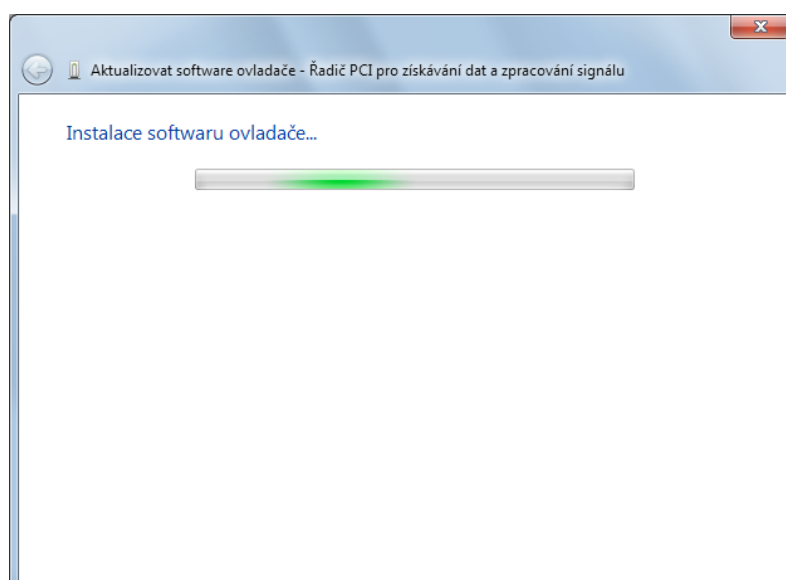 Aktualizovat software ovladače - Řadič PCI pro získávání dat a zpracování signálu
Instalace softwaru ovladače...